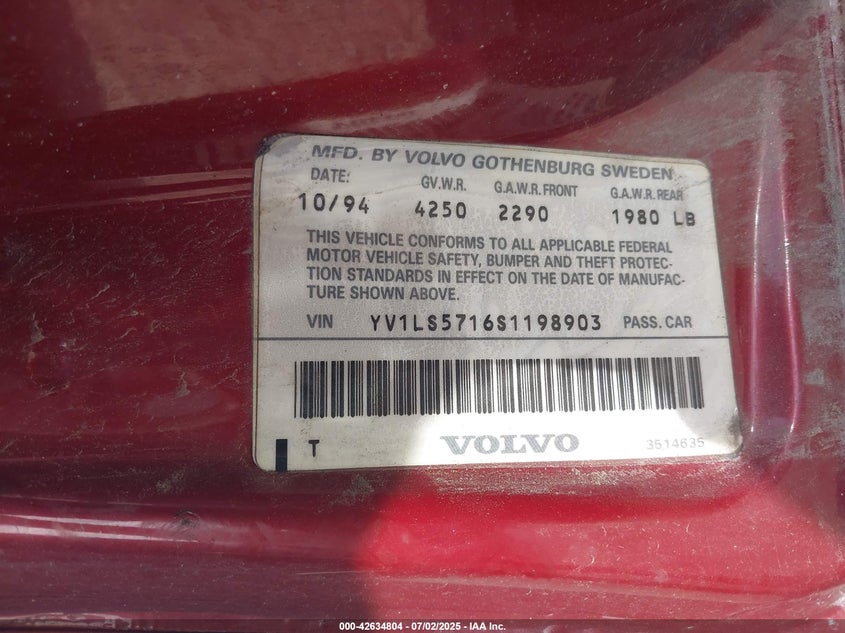 MFD. BY VOLVO GOTHENBURG SWEDEN
DATE: GV.W.R. G.A.W.R. FRONT G.A.W.R. REAR
10/94 4250 2290 1980 LB
THIS VEHICLE CONFORMS TO ALL APPLICABLE FEDERAL
MOTOR VEHICLE SAFETY, BUMPER AND THEFT PROTEC-
TION STANDARDS IN EFFECT ON THE DATE OF MANUFAC-
TURE SHOWN ABOVE.
VIN YV1LS5716S1198903 PASS. CAR
T VOLVO 3514635
000-42634804 - 07/02/2025 - IAA Inc.